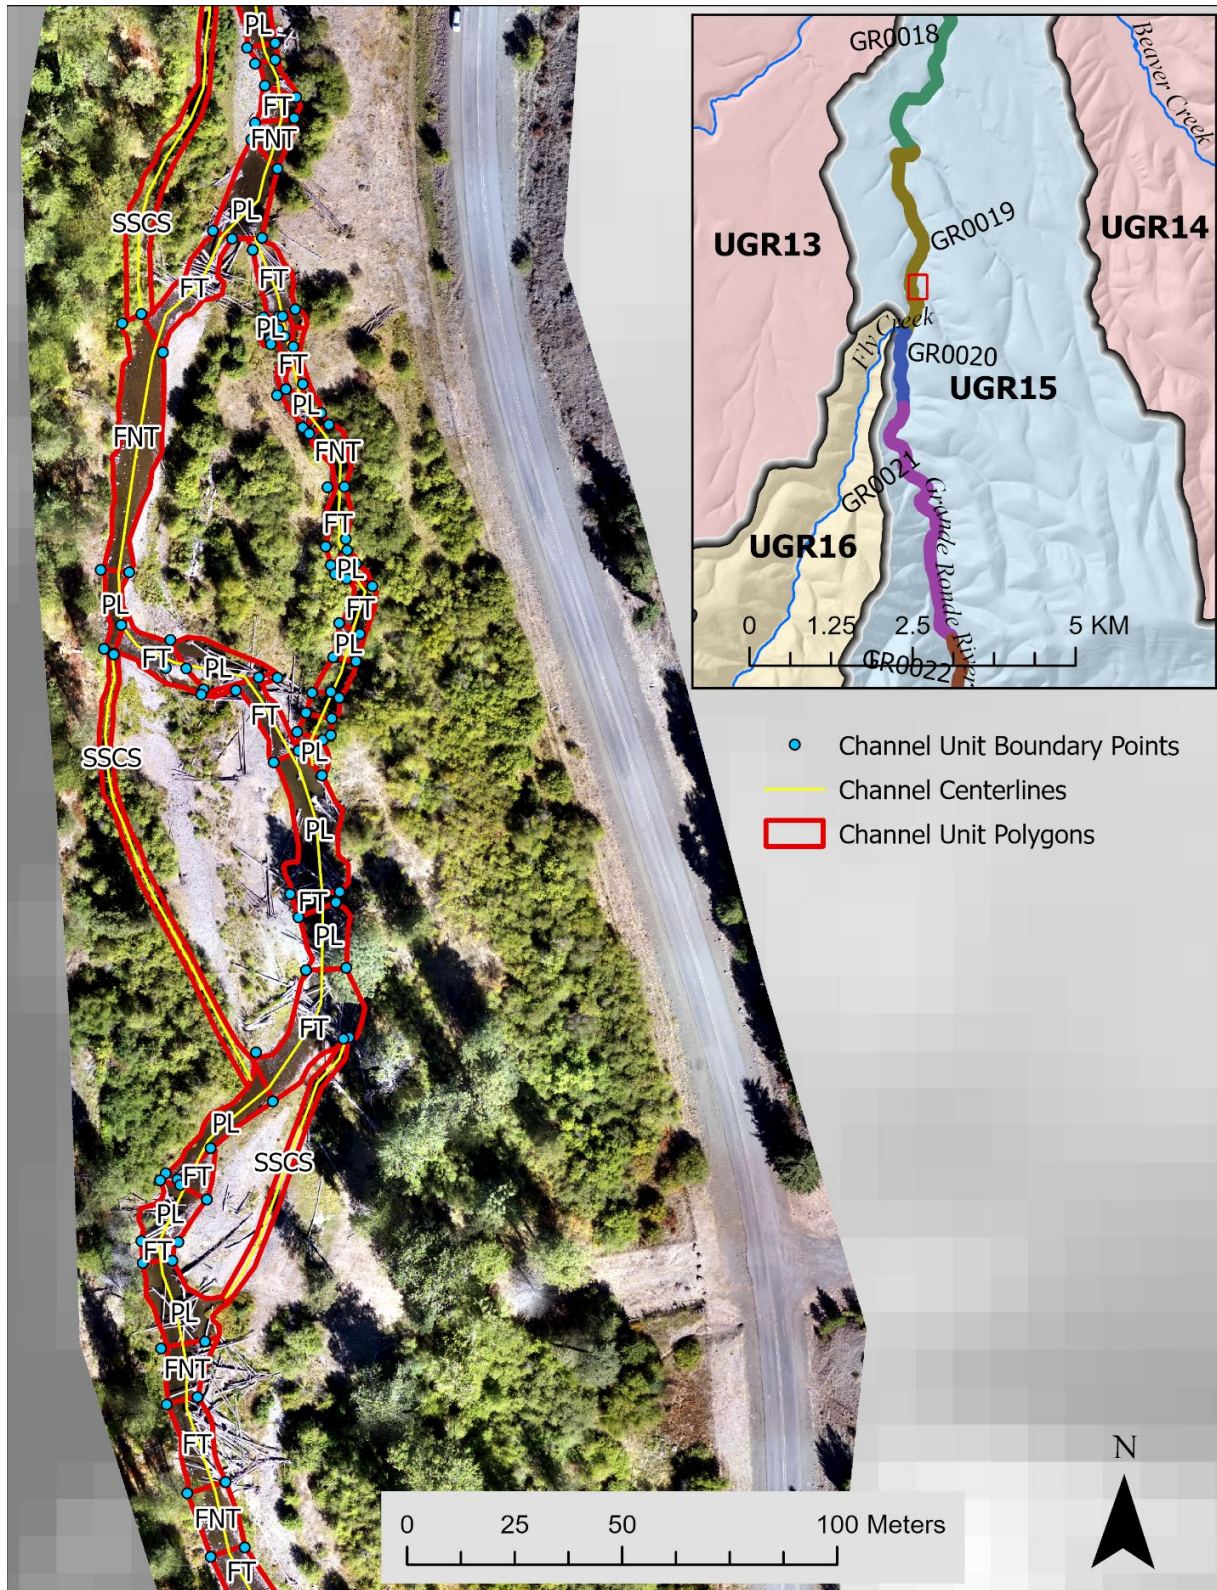 PL
FT
FNT
SSCS
PL
FT
FT
PL
FT
PL
FNT
FNT
FT
PL
FT
PL
PL
FT
PL
FT
PL
SSCS
PL
FT
PL
FT
PL
SSCS
FT
PL
FT
PL
FNT
FT
FNT
FT
GR0018
Beaver Creek
UGR13
GR0019
UGR14
Fly Creek
GR0020
UGR15
GR0021
Grande Ronde River
UGR16
0 1.25 2.5 5 KM
GR0022
Channel Unit Boundary Points
Channel Centerlines
Channel Unit Polygons
N
0 25 50 100 Meters